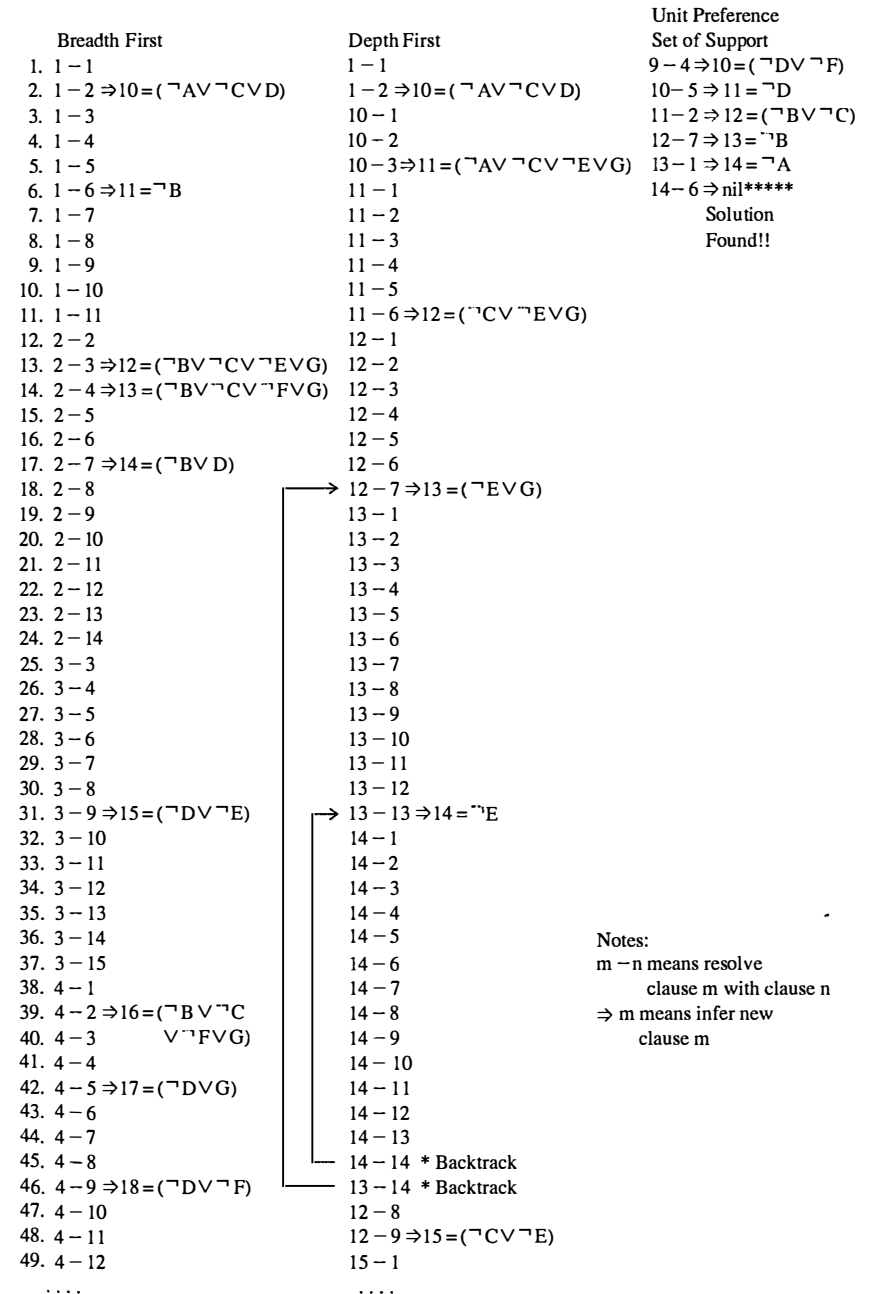 Breadth First
1. 1 – 1
2. 1 – 2 ⇒10=(¬A∨¬C∨D)
3. 1 – 3
4. 1 – 4
5. 1 – 5
6. 1 – 6 ⇒11=¬B
7. 1 – 7
8. 1 – 8
9. 1 – 9
10. 1 – 10
11. 1 – 11
12. 2 – 2
13. 2 – 3 ⇒12=(¬B∨¬C∨¬E∨G)
14. 2 – 4 ⇒13=(¬B∨¬C∨¬F∨G)
15. 2 – 5
16. 2 – 6
17. 2 – 7 ⇒14=(¬B∨D)
18. 2 – 8
19. 2 – 9
20. 2 – 10
21. 2 – 11
22. 2 – 12
23. 2 – 13
24. 2 – 14
25. 3 – 3
26. 3 – 4
27. 3 – 5
28. 3 – 6
29. 3 – 7
30. 3 – 8
31. 3 – 9 ⇒15=(¬D∨¬E)
32. 3 – 10
33. 3 – 11
34. 3 – 12
35. 3 – 13
36. 3 – 14
37. 3 – 15
38. 4 – 1
39. 4 – 2 ⇒16=(¬B∨¬C
40. 4 – 3 ∨¬F∨G)
41. 4 – 4
42. 4 – 5 ⇒17=(¬D∨G)
43. 4 – 6
44. 4 – 7
45. 4 – 8
46. 4 – 9 ⇒18=(¬D∨¬F)
47. 4 – 10
48. 4 – 11
49. 4 – 12
. . . .
Depth First
1 – 1
1 – 2 ⇒10=(¬A∨¬C∨D)
10 – 1
10 – 2
10 – 3⇒11=(¬A∨¬C∨¬E∨G)
11 – 1
11 – 2
11 – 3
11 – 4
11 – 5
11 – 6 ⇒12=(¬C∨¬E∨G)
12 – 1
12 – 2
12 – 3
12 – 4
12 – 5
12 – 6
12 – 7 ⇒13=(¬E∨G)
13 – 1
13 – 2
13 – 3
13 – 4
13 – 5
13 – 6
13 – 7
13 – 8
13 – 9
13 – 10
13 – 11
13 – 12
13 – 13 ⇒14=¬E
14 – 1
14 – 2
14 – 3
14 – 4
14 – 5
14 – 6
14 – 7
14 – 8
14 – 9
14 – 10
14 – 11
14 – 12
14 – 13
14 – 14 * Backtrack
13 – 14 * Backtrack
12 – 8
12 – 9 ⇒15=(¬C∨¬E)
15 – 1
. . . .
Unit Preference
Set of Support
9 – 4⇒10=(¬D∨¬F)
10– 5 ⇒11 =¬D
11–2 ⇒12=(¬B∨¬C)
12–7 ⇒13=¬B
13–1 ⇒14=¬A
14–6 ⇒nil*****
Solution
Found!!
Notes:
m –n means resolve
clause m with clause n
⇒ m means infer new
clause m